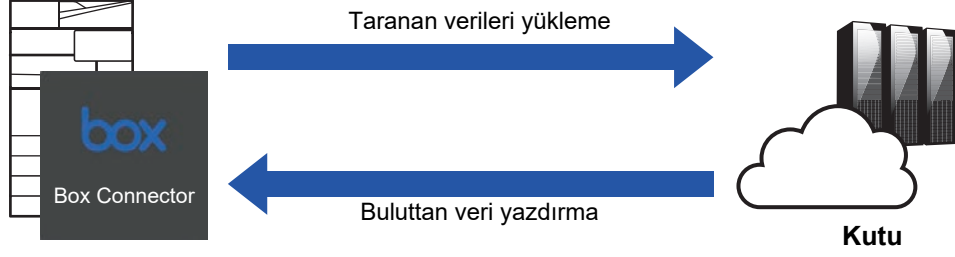 Taranan verileri yükleme
box
Box Connector
Buluttan veri yazdırma
Kutu